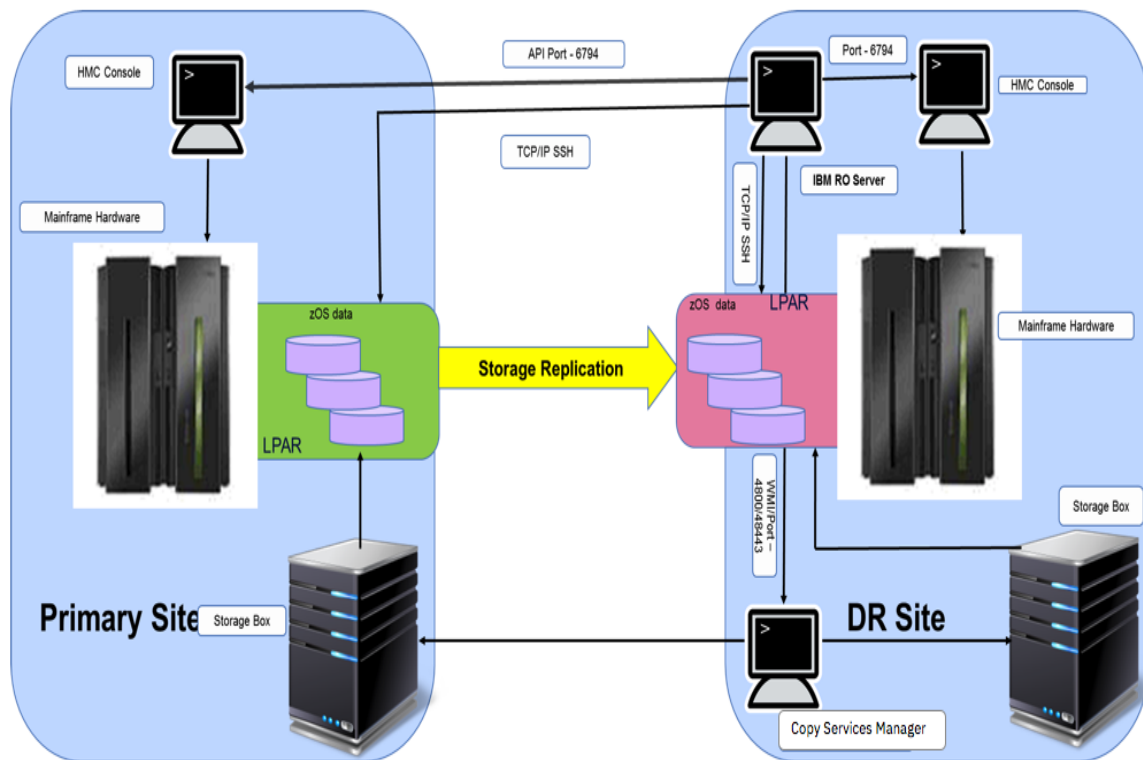 API Port - 6794
Port - 6794
HMC Console
HMC Console
>
>
>
TCP/IP SSH
IBM RO Server
TCP/IP SSH
Mainframe Hardware
zOS data
LPAR
zOS data
LPAR
Mainframe Hardware
Storage Replication
WMI/Port –
4800/48443
Storage Box
Primary Site
Storage Box
>
DR Site
Copy Services Manager